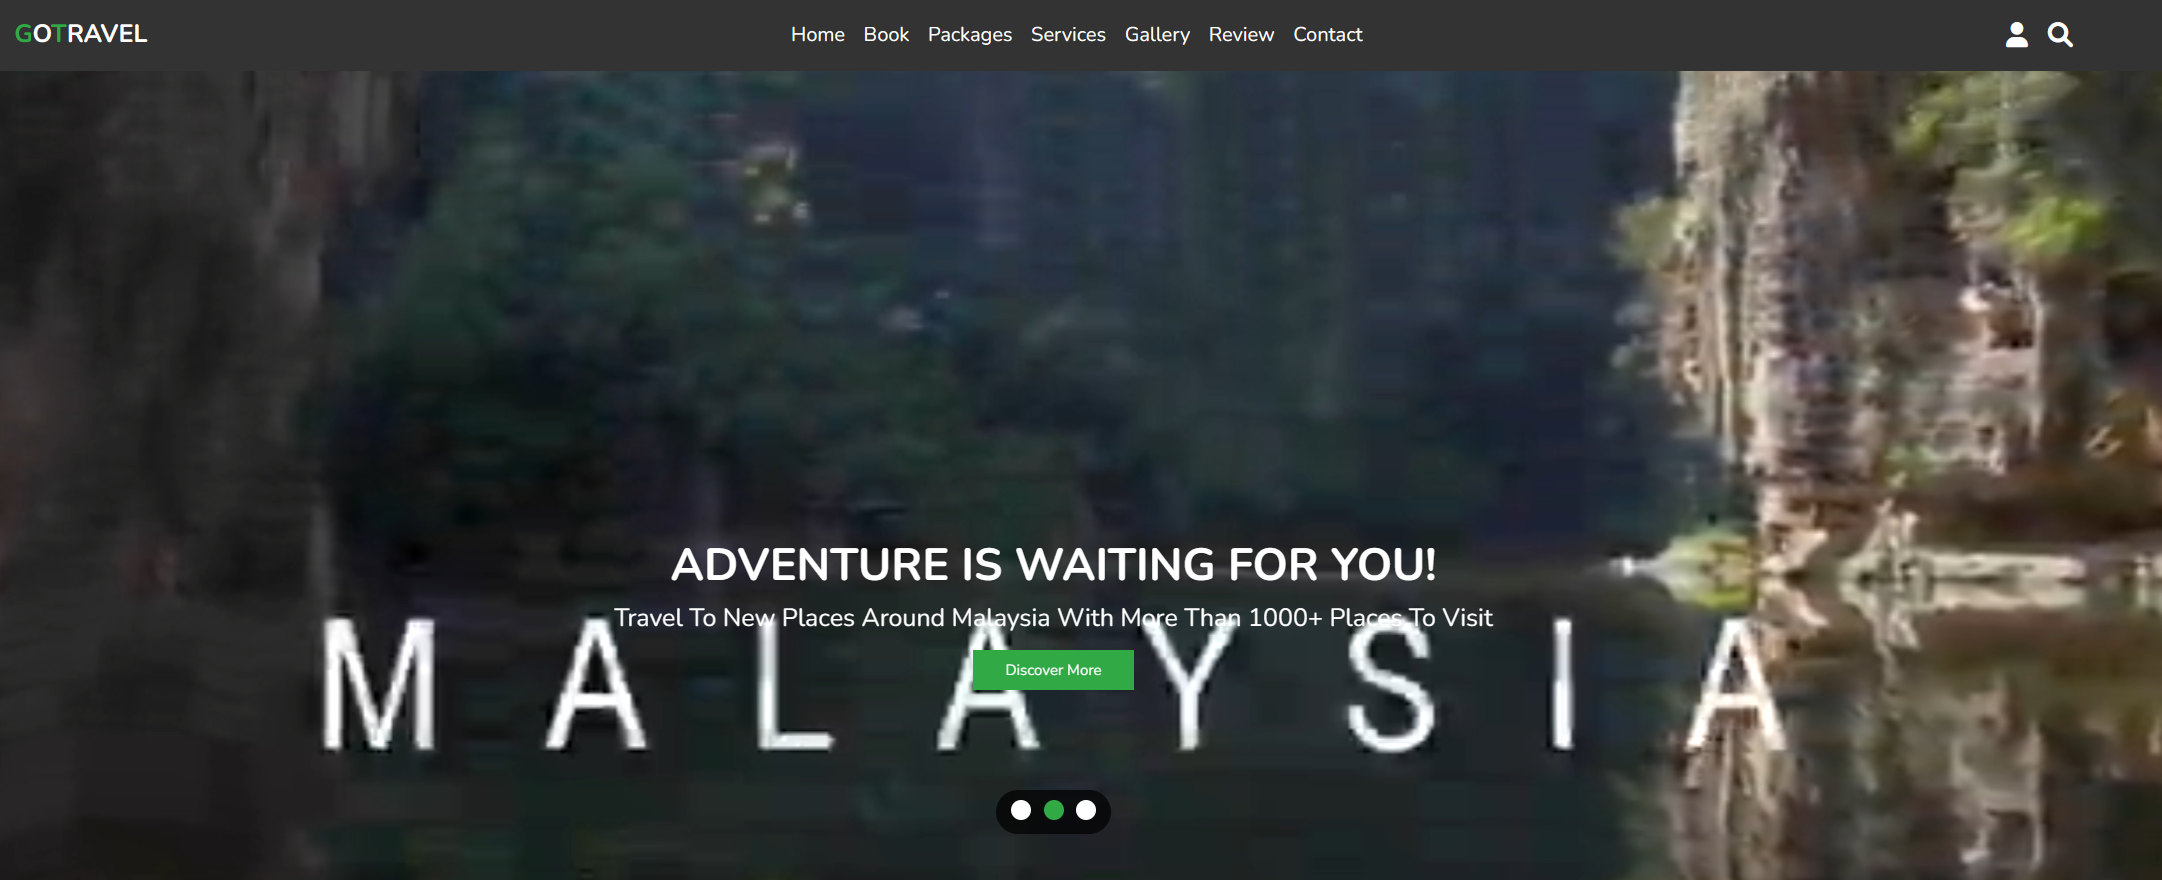 GOTRAVEL
Home Book Packages Services Gallery Review Contact
ADVENTURE IS WAITING FOR YOU!
Travel To New Places Around Malaysia With More Than 1000+ Places To Visit
Discover More
MALAYSIA